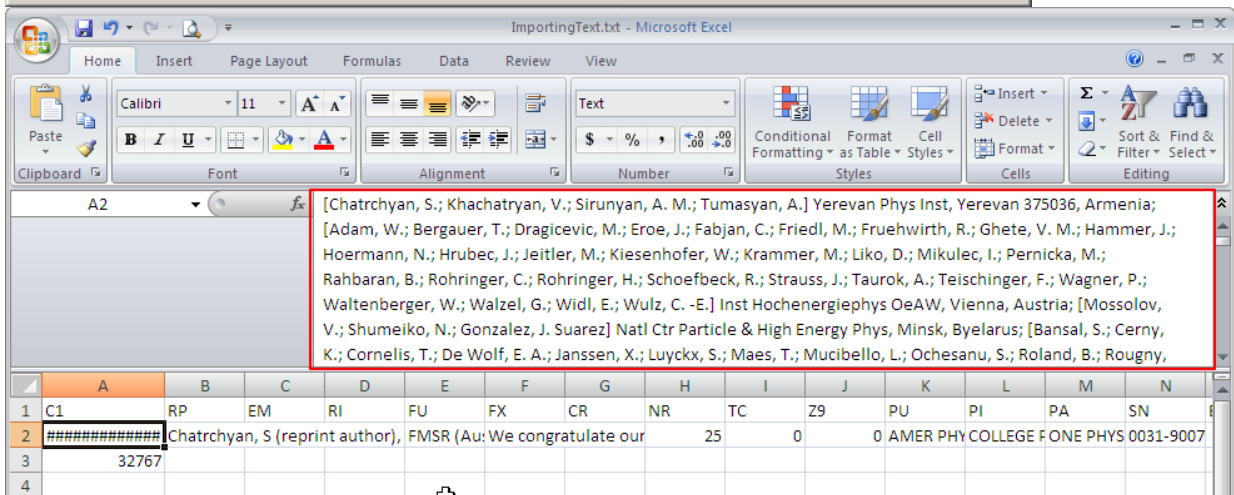 ImportingText.txt - Microsoft Excel
Home Insert Page Layout Formulas Data Review View
Calibri 11 A A Text Insert Σ
Paste B I U A $ % , .0 .00 .00 .0 Conditional Formatting Format as Table Cell Styles Delete Format Sort & Filter Find & Select
Clipboard Font Alignment Number Styles Cells Editing
A2 fx [Chatrchyan, S.; Khachatryan, V.; Sirunyan, A. M.; Tumasyan, A.] Yerevan Phys Inst, Yerevan 375036, Armenia;
[Adam, W.; Bergauer, T.; Dragicevic, M.; Eroe, J.; Fabjan, C.; Friedl, M.; Fruehwirth, R.; Ghete, V. M.; Hammer, J.;
Hoermann, N.; Hrubec, J.; Jeitler, M.; Kiesenhofer, W.; Krammer, M.; Liko, D.; Mikulec, I.; Pernicka, M.;
Rahbaran, B.; Rohringer, C.; Rohringer, H.; Schoefbeck, R.; Strauss, J.; Taurok, A.; Teischinger, F.; Wagner, P.;
Waltenberger, W.; Walzel, G.; Widl, E.; Wulz, C. -E.] Inst Hochenergiephys OeAW, Vienna, Austria; [Mossolov,
V.; Shumeiko, N.; Gonzalez, J. Suarez] Natl Ctr Particle & High Energy Phys, Minsk, Byelarus; [Bansal, S.; Cerny,
K.; Cornelis, T.; De Wolf, E. A.; Janssen, X.; Luyckx, S.; Maes, T.; Mucibello, L.; Ochesanu, S.; Roland, B.; Rougny,
A B C D E F G H I J K L M N
1 C1 RP EM RI FU FX CR NR TC Z9 PU PI PA SN
2 ############# Chatrchyan, S (reprint author), FMSR (Aus We congratulate our 25 0 0 AMER PHY COLLEGE P ONE PHYS 0031-9007
3 32767
4